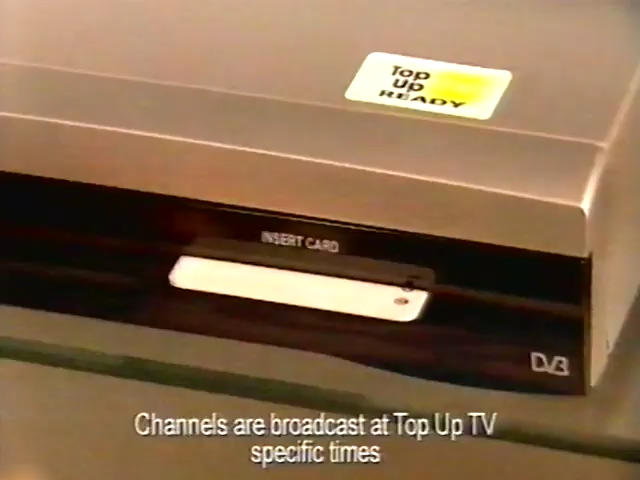 Top
Up
READY
INSERT CARD
DVB
Channels are broadcast at Top Up TV
specific times